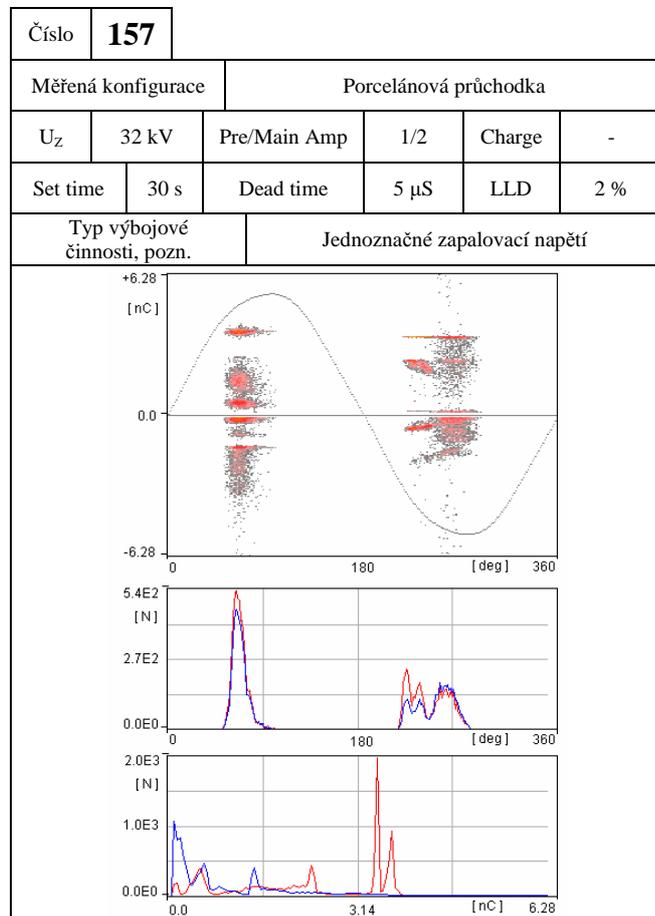 Číslo 157
Měřená konfigurace Porcelánová průchodka
UZ 32 kV Pre/Main Amp 1/2 Charge -
Set time 30 s Dead time 5 μS LLD 2 %
Typ výbojové
činnosti, pozn.
Jednoznačné zapalovací napětí
+6.28
[nC]
0.0
-6.28
0 180 [deg] 360
5.4E2
[N]
2.7E2
0.0E0
0 180 [deg] 360
2.0E3
[N]
1.0E3
0.0E0
0.0 3.14 [nC] 6.28